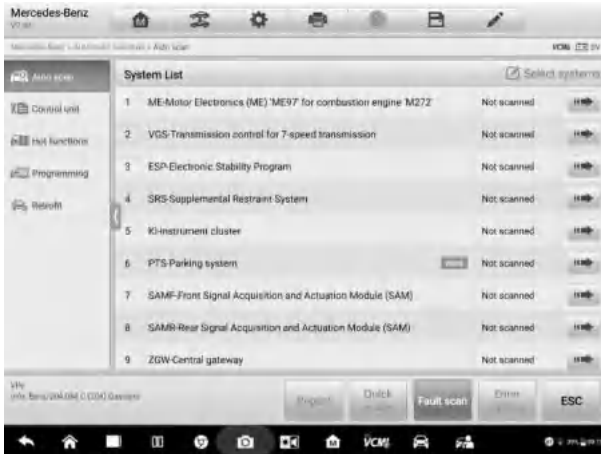 Mercedes-Benz
Auto scan
VCMI
Auto scan
Control unit
Hot functions
Programming
Retrofit
System List
Select systems
1 ME-Motor Electronics (ME) 'ME97' for combustion engine 'M272' Not scanned
2 VGS-Transmission control for 7-speed transmission Not scanned
3 ESP-Electronic Stability Program Not scanned
4 SRS-Supplemental Restraint System Not scanned
5 KI-Instrument cluster Not scanned
6 PTS-Parking system Not scanned
7 SAMF-Front Signal Acquisition and Actuation Module (SAM) Not scanned
8 SAMR-Rear Signal Acquisition and Actuation Module (SAM) Not scanned
9 ZGW-Central gateway Not scanned
Report
Quick
Fault scan
Error
ESC
VCMI